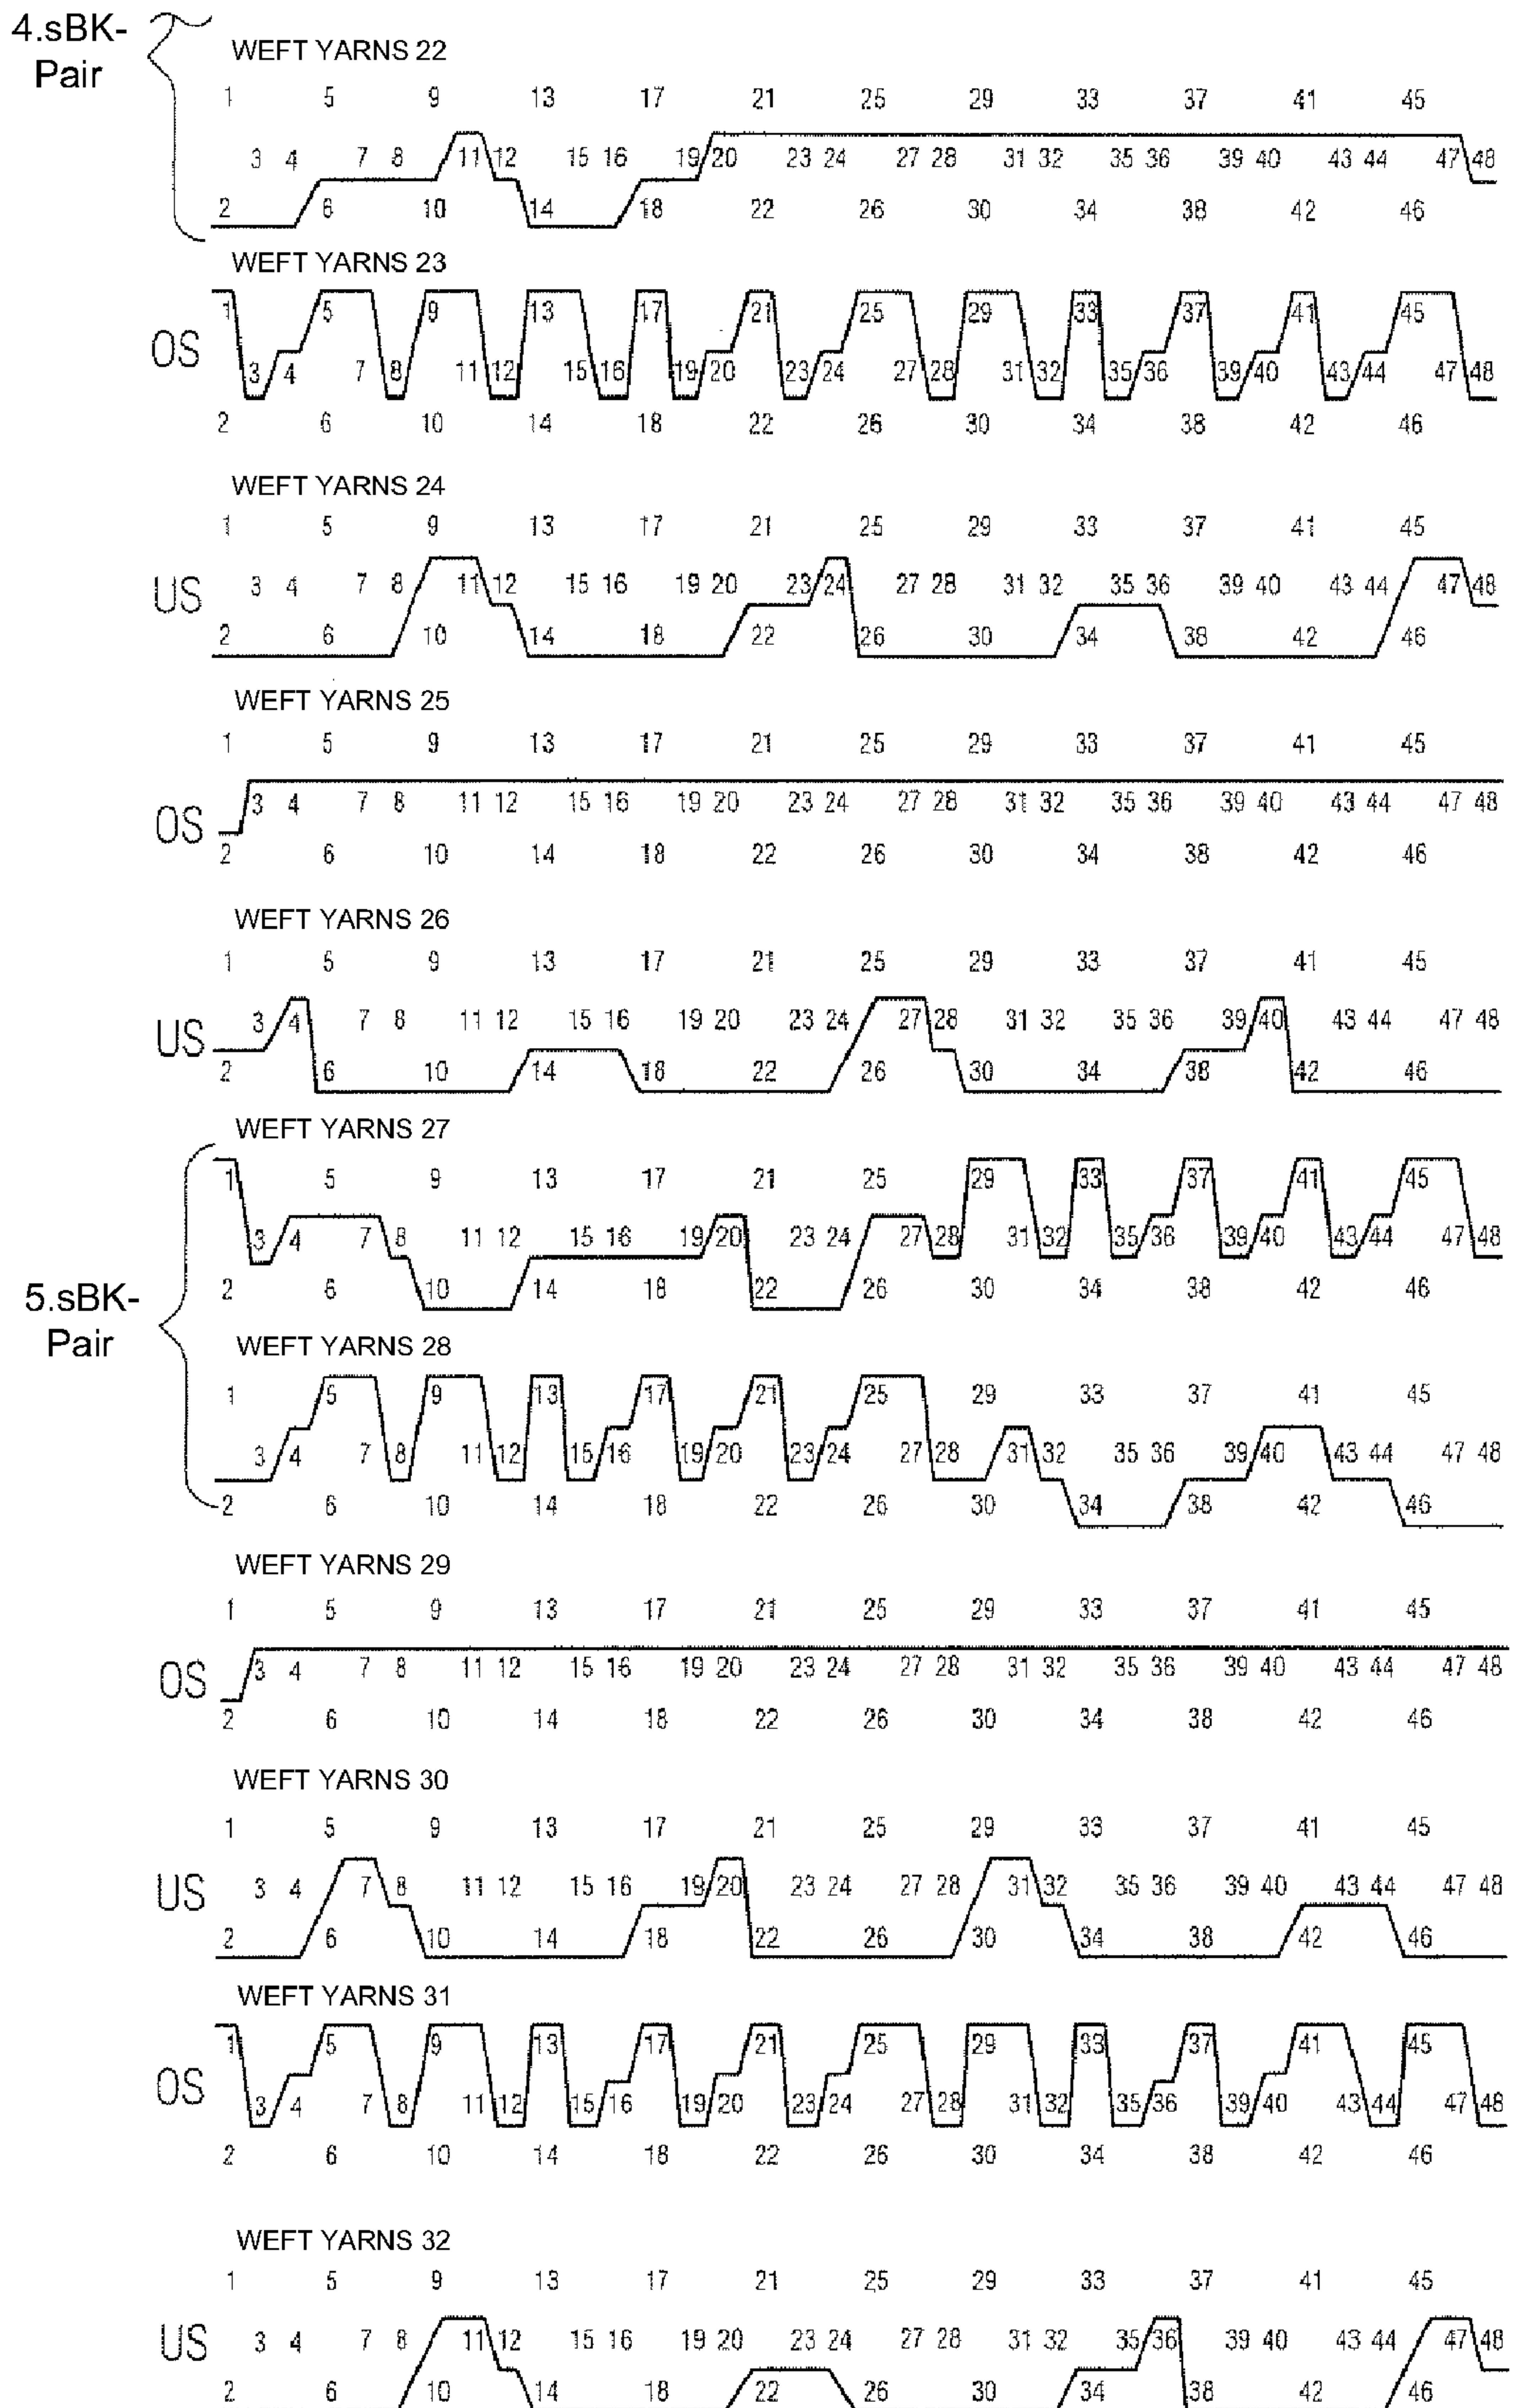 4.sBK-
Pair
WEFT YARNS 22
1 5 9 13 17 21 25 29 33 37 41 45
3 4 7 8 11 12 15 16 19 20 23 24 27 28 31 32 35 36 39 40 43 44 47 48
2 6 10 14 18 22 26 30 34 38 42 46
WEFT YARNS 23
1 5 9 13 17 21 25 29 33 37 41 45
OS
3 4 7 8 11 12 15 16 19 20 23 24 27 28 31 32 35 36 39 40 43 44 47 48
2 6 10 14 18 22 26 30 34 38 42 46
WEFT YARNS 24
1 5 9 13 17 21 25 29 33 37 41 45
US 3 4 7 8 11 12 15 16 19 20 23 24 27 28 31 32 35 36 39 40 43 44 47 48
2 6 10 14 18 22 26 30 34 38 42 46
WEFT YARNS 25
1 5 9 13 17 21 25 29 33 37 41 45
OS 3 4 7 8 11 12 15 16 19 20 23 24 27 28 31 32 35 36 39 40 43 44 47 48
2 6 10 14 18 22 26 30 34 38 42 46
WEFT YARNS 26
1 5 9 13 17 21 25 29 33 37 41 45
US 3 4 7 8 11 12 15 16 19 20 23 24 27 28 31 32 35 36 39 40 43 44 47 48
2 6 10 14 18 22 26 30 34 38 42 46
5.sBK-
Pair
WEFT YARNS 27
1 5 9 13 17 21 25 29 33 37 41 45
3 4 7 8 11 12 15 16 19 20 23 24 27 28 31 32 35 36 39 40 43 44 47 48
2 6 10 14 18 22 26 30 34 38 42 46
WEFT YARNS 28
1 5 9 13 17 21 25 29 33 37 41 45
3 4 7 8 11 12 15 16 19 20 23 24 27 28 31 32 35 36 39 40 43 44 47 48
2 6 10 14 18 22 26 30 34 38 42 46
WEFT YARNS 29
1 5 9 13 17 21 25 29 33 37 41 45
OS 3 4 7 8 11 12 15 16 19 20 23 24 27 28 31 32 35 36 39 40 43 44 47 48
2 6 10 14 18 22 26 30 34 38 42 46
WEFT YARNS 30
1 5 9 13 17 21 25 29 33 37 41 45
US 3 4 7 8 11 12 15 16 19 20 23 24 27 28 31 32 35 36 39 40 43 44 47 48
2 6 10 14 18 22 26 30 34 38 42 46
WEFT YARNS 31
1 5 9 13 17 21 25 29 33 37 41 45
OS 3 4 7 8 11 12 15 16 19 20 23 24 27 28 31 32 35 36 39 40 43 44 47 48
2 6 10 14 18 22 26 30 34 38 42 46
WEFT YARNS 32
1 5 9 13 17 21 25 29 33 37 41 45
US 3 4 7 8 11 12 15 16 19 20 23 24 27 28 31 32 35 36 39 40 43 44 47 48
2 6 10 14 18 22 26 30 34 38 42 46